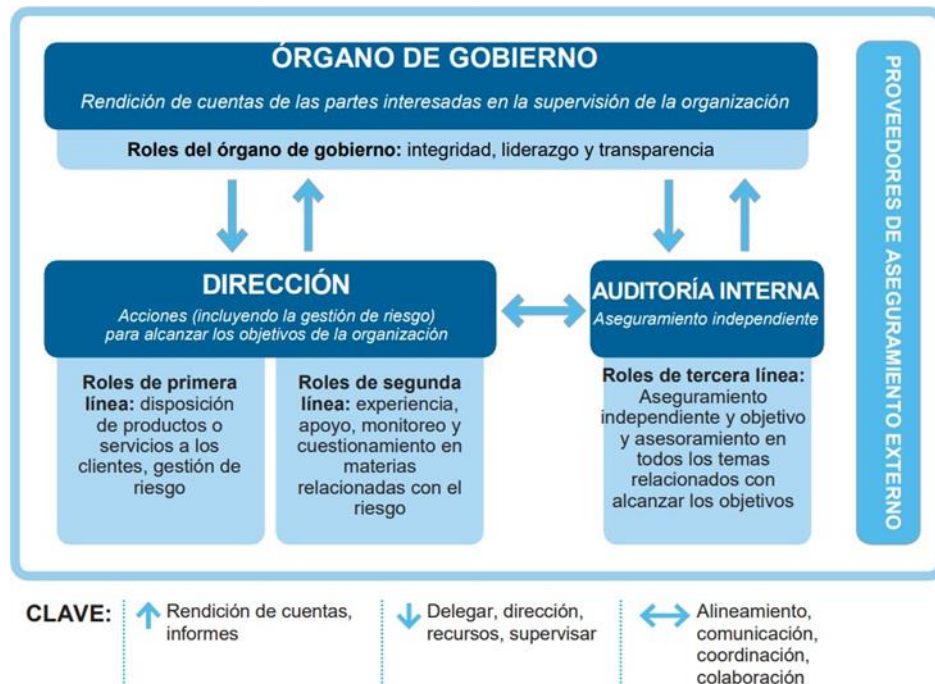 ÓRGANO DE GOBIERNO
Rendición de cuentas de las partes interesadas en la supervisión de la organización
Roles del órgano de gobierno: integridad, liderazgo y transparencia
DIRECCIÓN
Acciones (incluyendo la gestión de riesgo)
para alcanzar los objetivos de la organización
Roles de primera
línea: disposición
de productos o
servicios a los
clientes, gestión de
riesgo
Roles de segunda
línea: experiencia,
apoyo, monitoreo y
cuestionamiento en
materias
relacionadas con el
riesgo
AUDITORÍA INTERNA
Aseguramiento independiente
Roles de tercera línea:
Aseguramiento
independiente y objetivo
y asesoramiento en
todos los temas
relacionados con
alcanzar los objetivos
PROVEEDORES DE ASEGURAMIENTO EXTERNO
CLAVE:
Rendición de cuentas,
informes
Delegar, dirección,
recursos, supervisar
Alineamiento,
comunicación,
coordinación,
colaboración